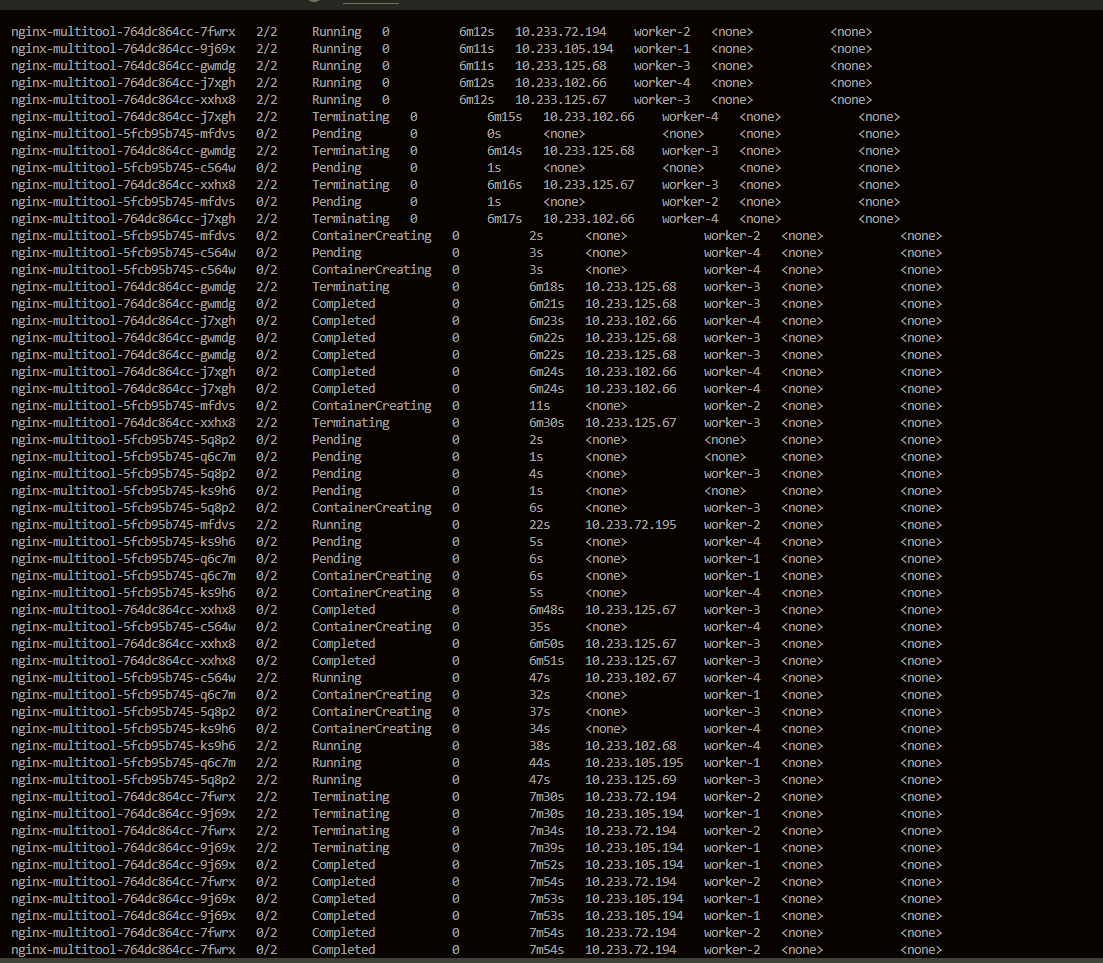 nginx-multitool-764dc864cc-7fwrx 2/2 Running 0 6m12s 10.233.72.194 worker-2 <none> <none>
nginx-multitool-764dc864cc-9j69x 2/2 Running 0 6m11s 10.233.105.194 worker-1 <none> <none>
nginx-multitool-764dc864cc-gwmdg 2/2 Running 0 6m11s 10.233.125.68 worker-3 <none> <none>
nginx-multitool-764dc864cc-j7xgh 2/2 Running 0 6m12s 10.233.102.66 worker-4 <none> <none>
nginx-multitool-764dc864cc-xxhx8 2/2 Running 0 6m12s 10.233.125.67 worker-3 <none> <none>
nginx-multitool-764dc864cc-j7xgh 2/2 Terminating 0 6m15s 10.233.102.66 worker-4 <none> <none>
nginx-multitool-5fcb95b745-mfdvs 0/2 Pending 0 0s <none> <none> <none> <none>
nginx-multitool-764dc864cc-gwmdg 2/2 Terminating 0 6m14s 10.233.125.68 worker-3 <none> <none>
nginx-multitool-5fcb95b745-c564w 0/2 Pending 0 1s <none> <none> <none> <none>
nginx-multitool-764dc864cc-xxhx8 2/2 Terminating 0 6m16s 10.233.125.67 worker-3 <none> <none>
nginx-multitool-5fcb95b745-mfdvs 0/2 Pending 0 1s <none> worker-2 <none> <none>
nginx-multitool-764dc864cc-j7xgh 2/2 Terminating 0 6m17s 10.233.102.66 worker-4 <none> <none>
nginx-multitool-5fcb95b745-mfdvs 0/2 ContainerCreating 0 2s <none> worker-2 <none> <none>
nginx-multitool-5fcb95b745-c564w 0/2 Pending 0 3s <none> worker-4 <none> <none>
nginx-multitool-5fcb95b745-c564w 0/2 ContainerCreating 0 3s <none> worker-4 <none> <none>
nginx-multitool-764dc864cc-gwmdg 2/2 Terminating 0 6m18s 10.233.125.68 worker-3 <none> <none>
nginx-multitool-764dc864cc-gwmdg 0/2 Completed 0 6m21s 10.233.125.68 worker-3 <none> <none>
nginx-multitool-764dc864cc-j7xgh 0/2 Completed 0 6m23s 10.233.102.66 worker-4 <none> <none>
nginx-multitool-764dc864cc-gwmdg 0/2 Completed 0 6m22s 10.233.125.68 worker-3 <none> <none>
nginx-multitool-764dc864cc-gwmdg 0/2 Completed 0 6m22s 10.233.125.68 worker-3 <none> <none>
nginx-multitool-764dc864cc-j7xgh 0/2 Completed 0 6m24s 10.233.102.66 worker-4 <none> <none>
nginx-multitool-764dc864cc-j7xgh 0/2 Completed 0 6m24s 10.233.102.66 worker-4 <none> <none>
nginx-multitool-5fcb95b745-mfdvs 0/2 ContainerCreating 0 11s <none> worker-2 <none> <none>
nginx-multitool-764dc864cc-xxhx8 2/2 Terminating 0 6m30s 10.233.125.67 worker-3 <none> <none>
nginx-multitool-5fcb95b745-5q8p2 0/2 Pending 0 2s <none> <none> <none> <none>
nginx-multitool-5fcb95b745-q6c7m 0/2 Pending 0 1s <none> <none> <none> <none>
nginx-multitool-5fcb95b745-5q8p2 0/2 Pending 0 4s <none> worker-3 <none> <none>
nginx-multitool-5fcb95b745-ks9h6 0/2 Pending 0 1s <none> <none> <none> <none>
nginx-multitool-5fcb95b745-5q8p2 0/2 ContainerCreating 0 6s <none> worker-3 <none> <none>
nginx-multitool-5fcb95b745-mfdvs 2/2 Running 0 22s 10.233.72.195 worker-2 <none> <none>
nginx-multitool-5fcb95b745-ks9h6 0/2 Pending 0 5s <none> worker-4 <none> <none>
nginx-multitool-5fcb95b745-q6c7m 0/2 Pending 0 6s <none> worker-1 <none> <none>
nginx-multitool-5fcb95b745-q6c7m 0/2 ContainerCreating 0 6s <none> worker-1 <none> <none>
nginx-multitool-5fcb95b745-ks9h6 0/2 ContainerCreating 0 5s <none> worker-4 <none> <none>
nginx-multitool-764dc864cc-xxhx8 0/2 Completed 0 6m48s 10.233.125.67 worker-3 <none> <none>
nginx-multitool-5fcb95b745-c564w 0/2 ContainerCreating 0 35s <none> worker-4 <none> <none>
nginx-multitool-764dc864cc-xxhx8 0/2 Completed 0 6m50s 10.233.125.67 worker-3 <none> <none>
nginx-multitool-764dc864cc-xxhx8 0/2 Completed 0 6m51s 10.233.125.67 worker-3 <none> <none>
nginx-multitool-5fcb95b745-c564w 2/2 Running 0 47s 10.233.102.67 worker-4 <none> <none>
nginx-multitool-5fcb95b745-q6c7m 0/2 ContainerCreating 0 32s <none> worker-1 <none> <none>
nginx-multitool-5fcb95b745-5q8p2 0/2 ContainerCreating 0 37s <none> worker-3 <none> <none>
nginx-multitool-5fcb95b745-ks9h6 0/2 ContainerCreating 0 34s <none> worker-4 <none> <none>
nginx-multitool-5fcb95b745-ks9h6 2/2 Running 0 38s 10.233.102.68 worker-4 <none> <none>
nginx-multitool-5fcb95b745-q6c7m 2/2 Running 0 44s 10.233.105.195 worker-1 <none> <none>
nginx-multitool-5fcb95b745-5q8p2 2/2 Running 0 47s 10.233.125.69 worker-3 <none> <none>
nginx-multitool-764dc864cc-7fwrx 2/2 Terminating 0 7m30s 10.233.72.194 worker-2 <none> <none>
nginx-multitool-764dc864cc-9j69x 2/2 Terminating 0 7m30s 10.233.105.194 worker-1 <none> <none>
nginx-multitool-764dc864cc-7fwrx 2/2 Terminating 0 7m34s 10.233.72.194 worker-2 <none> <none>
nginx-multitool-764dc864cc-9j69x 2/2 Terminating 0 7m39s 10.233.105.194 worker-1 <none> <none>
nginx-multitool-764dc864cc-9j69x 0/2 Completed 0 7m52s 10.233.105.194 worker-1 <none> <none>
nginx-multitool-764dc864cc-7fwrx 0/2 Completed 0 7m54s 10.233.72.194 worker-2 <none> <none>
nginx-multitool-764dc864cc-9j69x 0/2 Completed 0 7m53s 10.233.105.194 worker-1 <none> <none>
nginx-multitool-764dc864cc-9j69x 0/2 Completed 0 7m53s 10.233.105.194 worker-1 <none> <none>
nginx-multitool-764dc864cc-7fwrx 0/2 Completed 0 7m54s 10.233.72.194 worker-2 <none> <none>
nginx-multitool-764dc864cc-7fwrx 0/2 Completed 0 7m54s 10.233.72.194 worker-2 <none> <none>